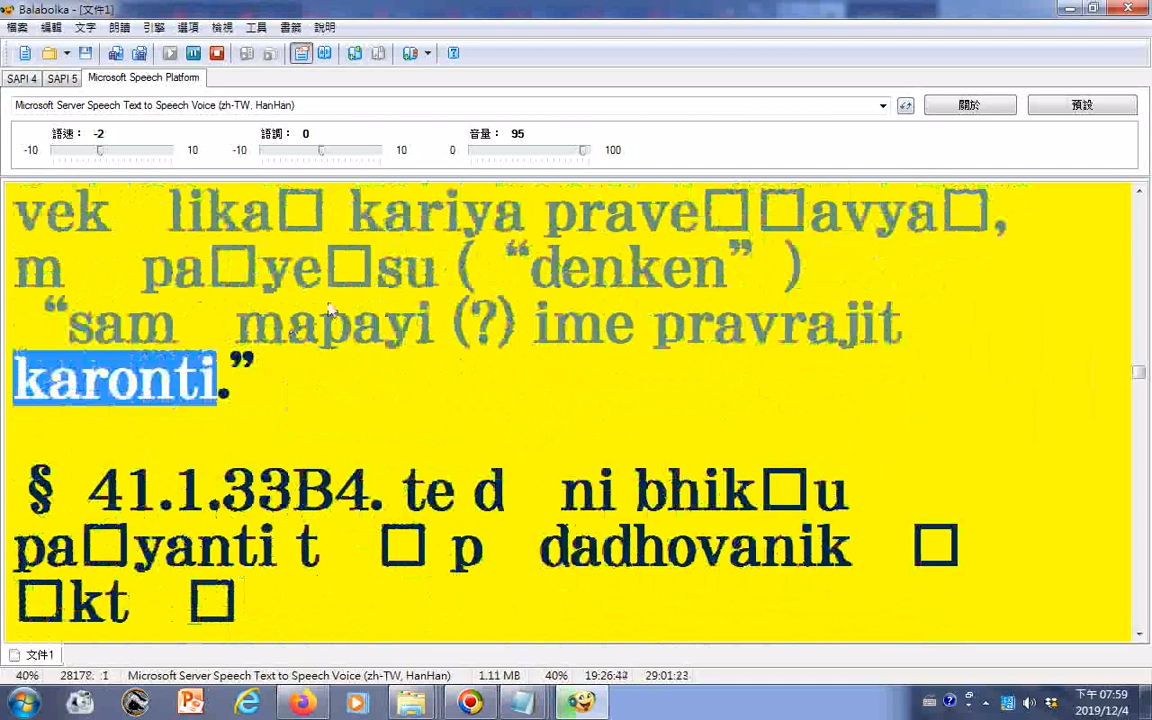 Balabolka - [文件1]
檔案 編輯 文字 朗讀 引擎 選項 檢視 工具 書籤 說明
SAPI 4 SAPI 5 Microsoft Speech Platform
Microsoft Server Speech Text to Speech Voice (zh-TW, HanHan) 關於 預設
語速： -2 語調： 0 音量： 95
-10 10 -10 10 0 100
vek lika□ kariya prave□□avya□,
m pa□ye□su ( “denken” )
“sam mapayi (?) ime pravrajit
karonti.”
§ 41.1.33B4. te d ni bhik□u
pa□yanti t □ p dadhovanik □
□kt □
文件1
40% 28178. :1 Microsoft Server Speech Text to Speech Voice (zh-TW, HanHan) 1.11 MB 40% 19:26:44 29:01:23
下午 07:59
2019/12/4